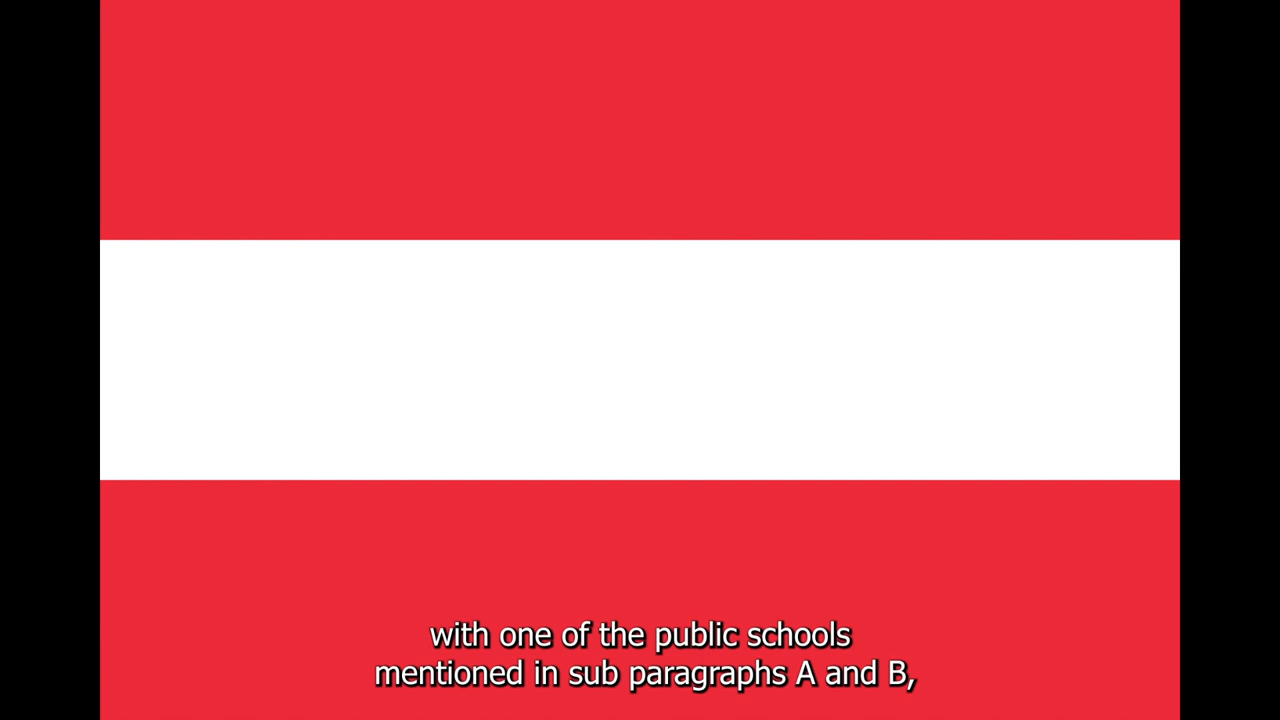 with one of the public schools
mentioned in sub paragraphs A and B,